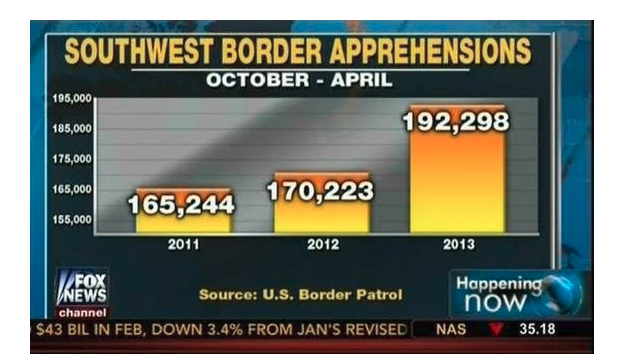 SOUTHWEST BORDER APPREHENSIONS
OCTOBER - APRIL
195,000
185,000
175,000
165,000
155,000
165,244
170,223
192,298
2011
2012
2013
FOX
NEWS
channel
Source: U.S. Border Patrol
Happening
now
$43 BIL IN FEB, DOWN 3.4% FROM JAN'S REVISED
NAS
35.18